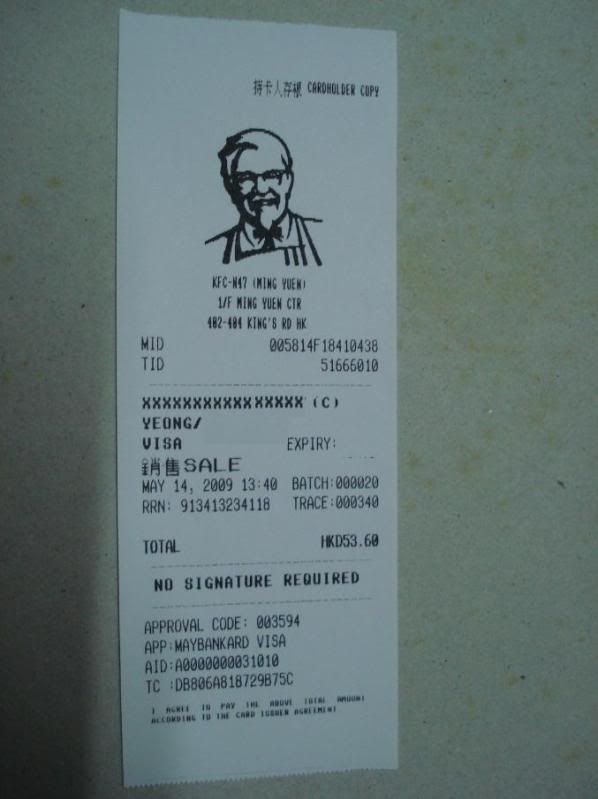 持卡人存根 CARDHOLDER COPY
KFC-N47 (MING YUEN)
1/F MING YUEN CTR
402-404 KING'S RD HK
MID 005814F18410438
TID 51666010
XXXXXXXXXXXXXXXX (C)
YEONG/
VISA EXPIRY:
銷售SALE
MAY 14, 2009 13:40 BATCH:000020
RRN: 913413234118 TRACE:000340
TOTAL HKD53.60
NO SIGNATURE REQUIRED
APPROVAL CODE: 003594
APP:MAYBANKARD VISA
AID:A0000000031010
TC :DB806A818729B75C
I AGREE TO PAY THE ABOVE TOTAL AMOUNT
ACCORDING TO THE CARD ISSUER AGREEMENT